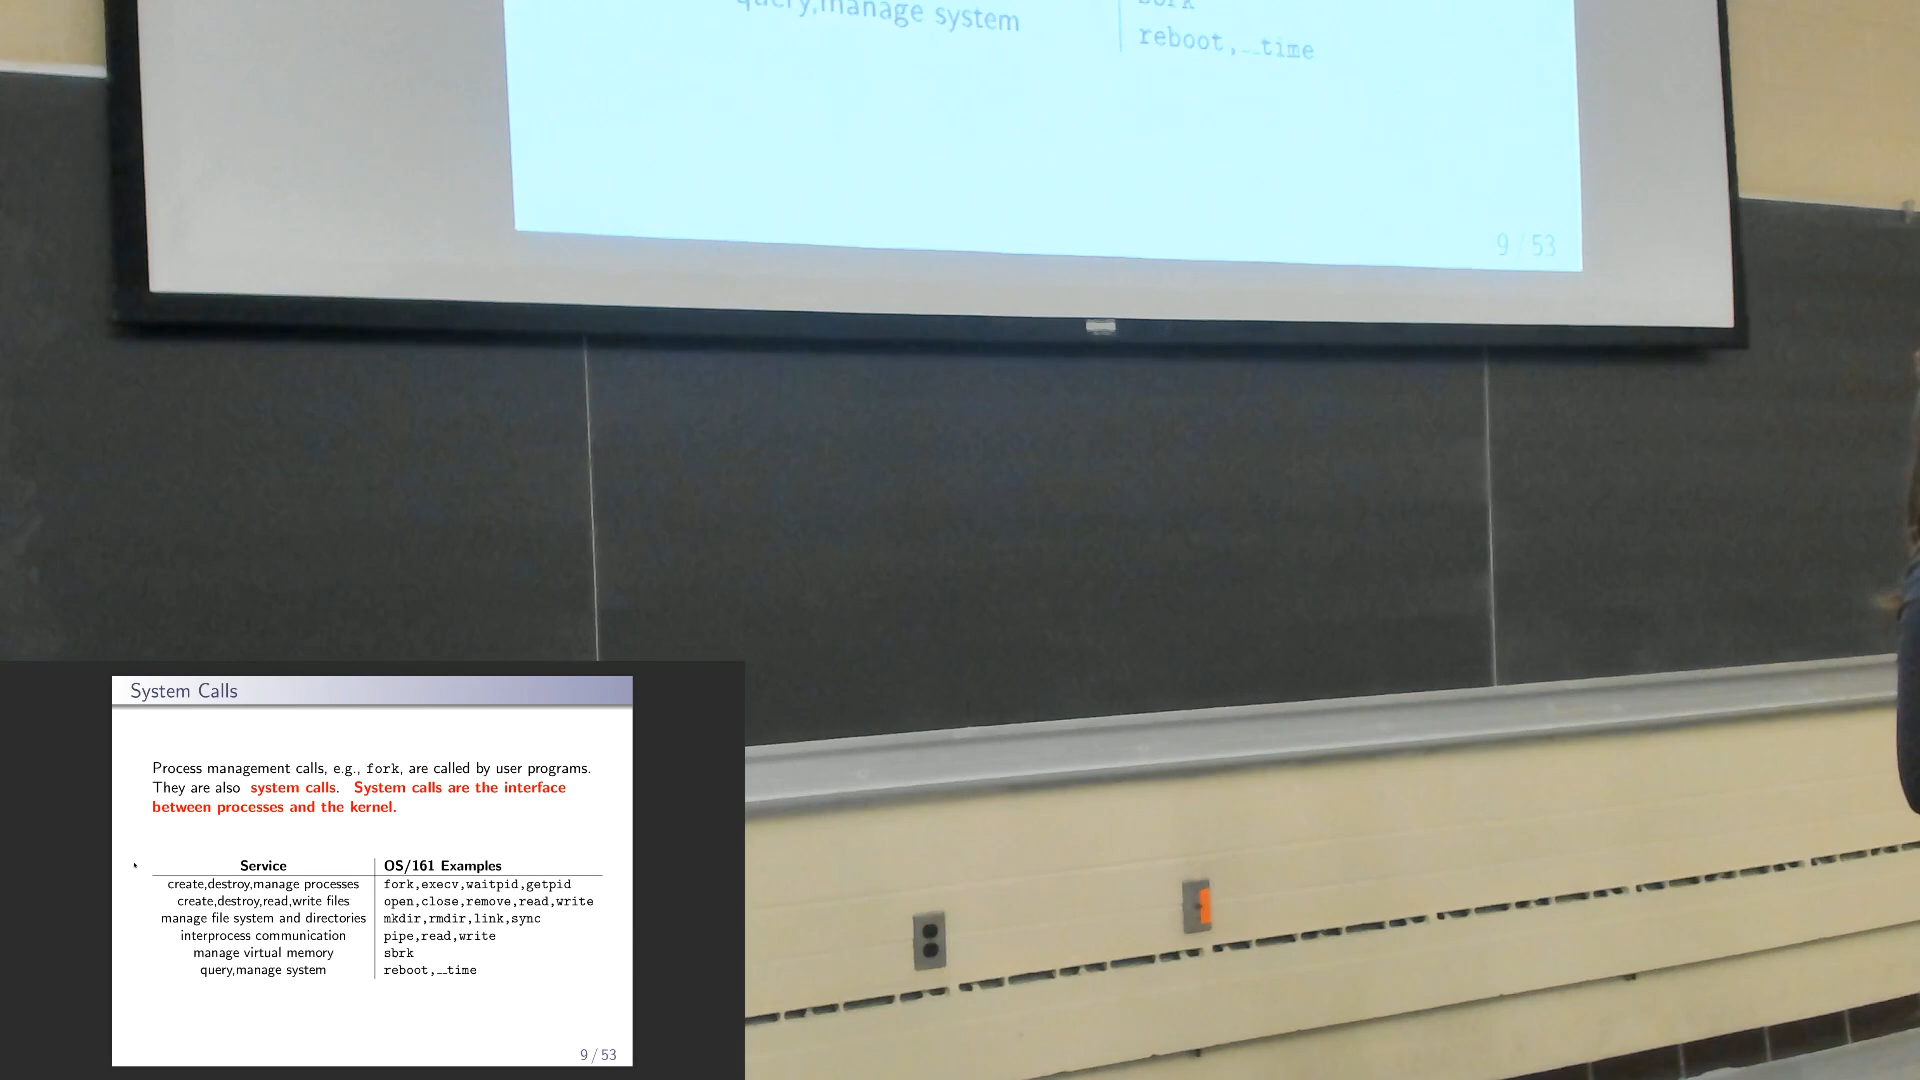 query,manage system
reboot,__time
9 / 53
System Calls
Process management calls, e.g., fork, are called by user programs.
They are also system calls. System calls are the interface
between processes and the kernel.
Service OS/161 Examples
create,destroy,manage processes fork,execv,waitpid,getpid
create,destroy,read,write files open,close,remove,read,write
manage file system and directories mkdir,rmdir,link,sync
interprocess communication pipe,read,write
manage virtual memory sbrk
query,manage system reboot,__time
9 / 53